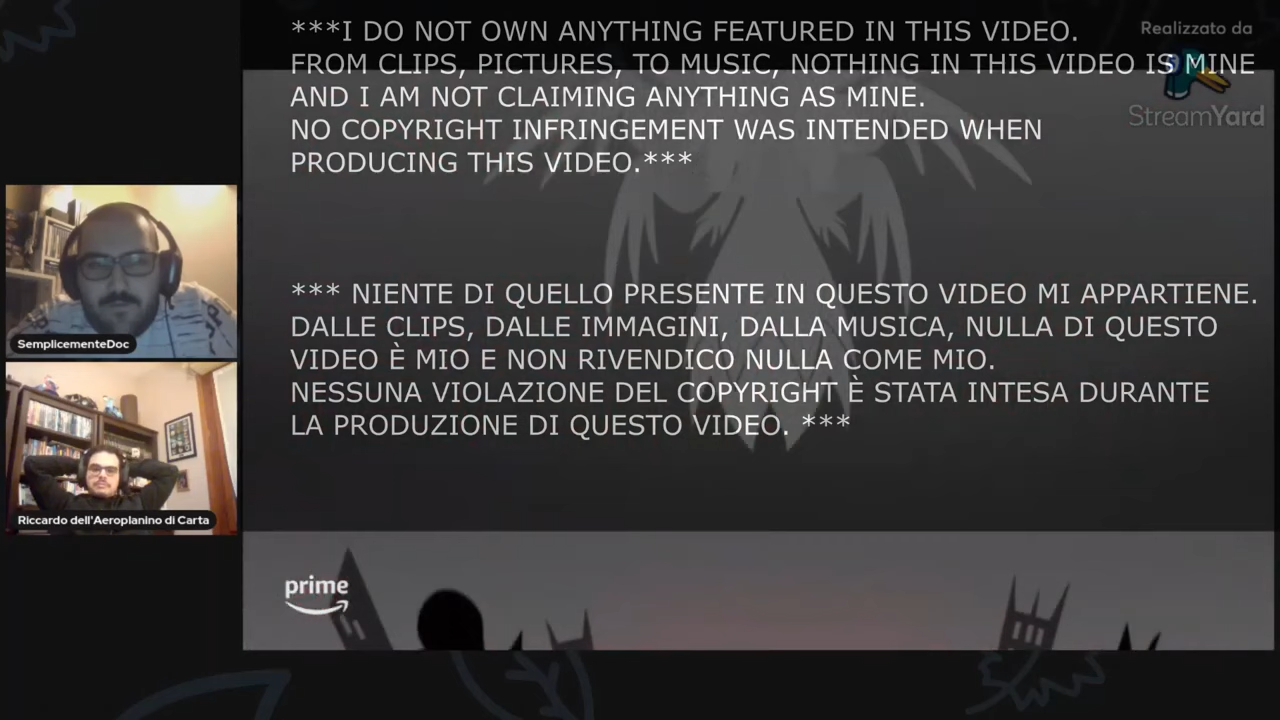 ***I DO NOT OWN ANYTHING FEATURED IN THIS VIDEO.
FROM CLIPS, PICTURES, TO MUSIC, NOTHING IN THIS VIDEO IS MINE
AND I AM NOT CLAIMING ANYTHING AS MINE.
NO COPYRIGHT INFRINGEMENT WAS INTENDED WHEN
PRODUCING THIS VIDEO.***
Realizzato da
StreamYard
*** NIENTE DI QUELLO PRESENTE IN QUESTO VIDEO MI APPARTIENE.
DALLE CLIPS, DALLE IMMAGINI, DALLA MUSICA, NULLA DI QUESTO
VIDEO È MIO E NON RIVENDICO NULLA COME MIO.
NESSUNA VIOLAZIONE DEL COPYRIGHT È STATA INTESA DURANTE
LA PRODUZIONE DI QUESTO VIDEO. ***
SemplicementeDoc
Riccardo dell'Aeroplanino di Carta
prime